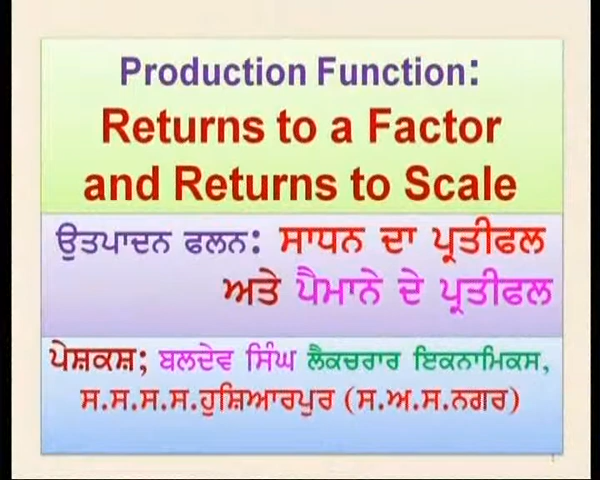 Production Function:
Returns to a Factor
and Returns to Scale
ਉਤਪਾਦਨ ਫਲਨ: ਸਾਧਨ ਦਾ ਪ੍ਰਤੀਫਲ
ਅਤੇ ਪੈਮਾਨੇ ਦੇ ਪ੍ਰਤੀਫਲ
ਪੇਸ਼ਕਸ਼; ਬਲਦੇਵ ਸਿੰਘ ਲੈਕਚਰਾਰ ਇਕਨਾਮਿਕਸ,
ਸ.ਸ.ਸ.ਸ.ਹੁਸ਼ਿਆਰਪੁਰ (ਸ.ਅ.ਸ.ਨਗਰ)
1